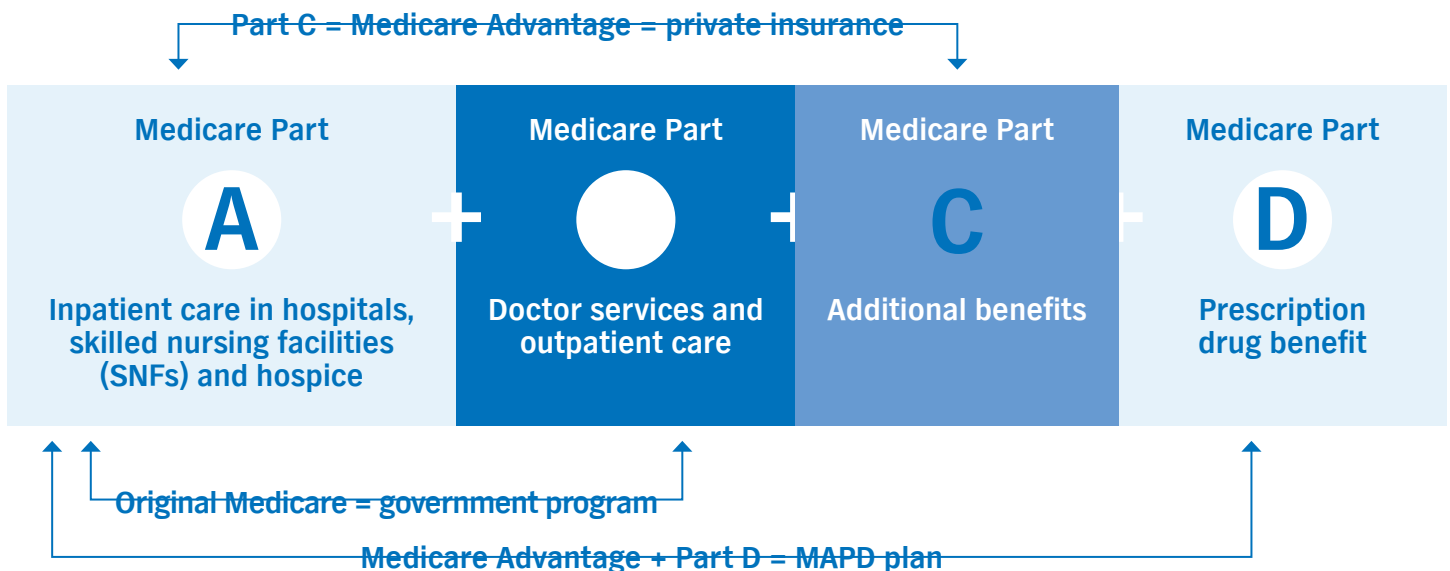 Part C = Medicare Advantage = private insurance
Medicare Part
A
Inpatient care in hospitals,
skilled nursing facilities
(SNFs) and hospice
+
Medicare Part
Doctor services and
outpatient care
+
Medicare Part
C
Additional benefits
+
Medicare Part
D
Prescription
drug benefit
Original Medicare = government program
Medicare Advantage + Part D = MAPD plan